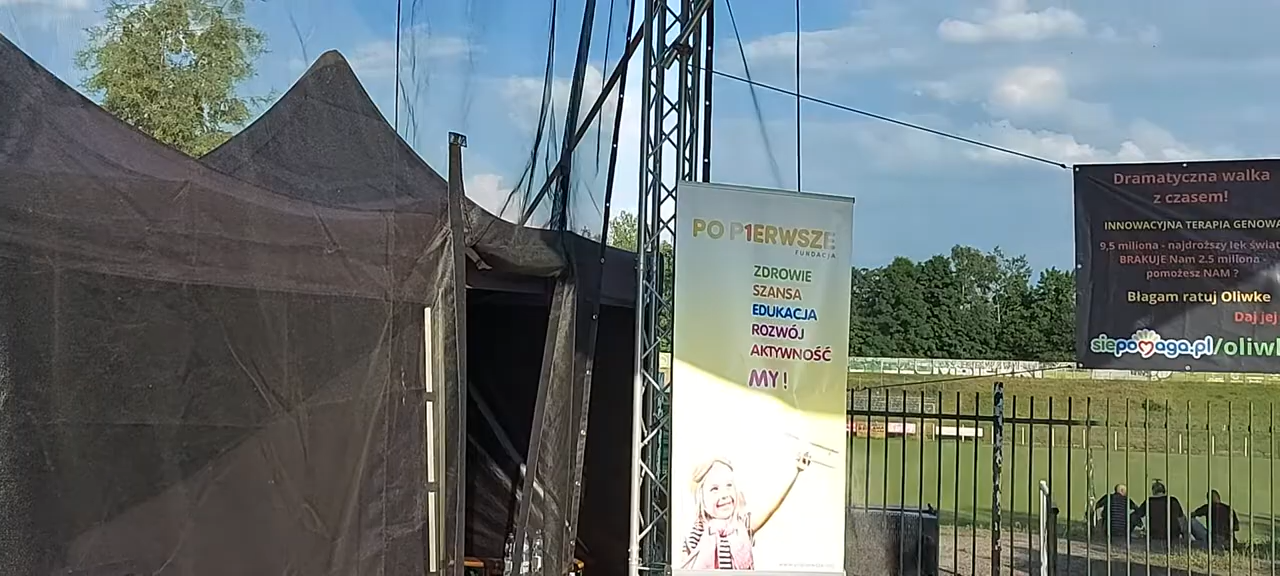 PO P1ERWSZE
FUNDACJA
ZDROWIE
SZANSA
EDUKACJA
ROZWÓJ
AKTYWNOŚĆ
MY!
Dramatyczna walka
z czasem!
INNOWACYJNA TERAPIA GENOWA
9,5 miliona - najdroższy lek świat
BRAKUJE Nam 2.5 miliona -
pomożesz NAM ?
Błagam ratuj Oliwke
Daj jej
siepomaga.pl/oliwk